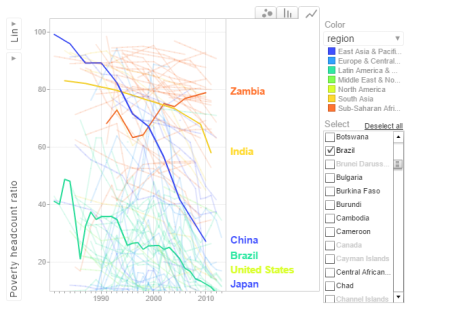 Lin
Poverty headcount ratio
100
80
60
40
20
1990
2000
2010
Zambia
India
China
Brazil
United States
Japan
Color
region
East Asia & Pacifi...
Europe & Central...
Latin America & ...
Middle East & No...
North America
South Asia
Sub-Saharan Afri...
Select Deselect all
Botswana
Brazil
Brunei Daruss...
Bulgaria
Burkina Faso
Burundi
Cambodia
Cameroon
Canada
Cayman Islands
Central African...
Chad
Channel Islands